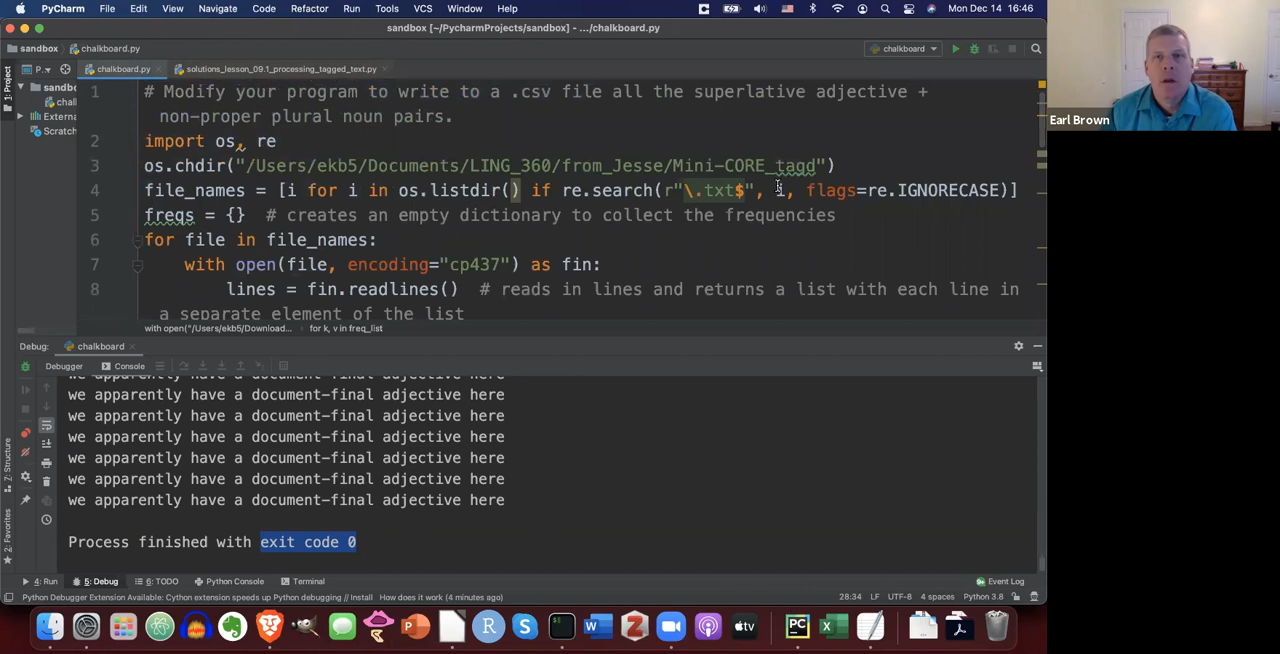 PyCharm File Edit View Navigate Code Refactor Run Tools VCS Window Help Mon Dec 14 16:46
sandbox [~/PycharmProjects/sandbox] - .../chalkboard.py
sandbox chalkboard.py chalkboard
P.. chalkboard.py solutions_lesson_09.1_processing_tagged_text.py
1: Project
sandbo
chall
Externa
Scratch
1 # Modify your program to write to a .csv file all the superlative adjective +
non-proper plural noun pairs.
2 import os, re
3 os.chdir("/Users/ekb5/Documents/LING_360/from_Jesse/Mini-CORE_tagd")
4 file_names = [i for i in os.listdir() if re.search(r"\.txt$", i, flags=re.IGNORECASE)]
5 freqs = {} # creates an empty dictionary to collect the frequencies
6 for file in file_names:
7 with open(file, encoding="cp437") as fin:
8 lines = fin.readlines() # reads in lines and returns a list with each line in
a separate element of the list
with open("/Users/ekb5/Download... for k, v in freq_list
Earl Brown
Debug: chalkboard
Debugger Console
we apparently have a document-final adjective here
we apparently have a document-final adjective here
we apparently have a document-final adjective here
we apparently have a document-final adjective here
we apparently have a document-final adjective here
we apparently have a document-final adjective here
we apparently have a document-final adjective here
Process finished with exit code 0
7: Structure
2: Favorites
4: Run 5: Debug 6: TODO Python Console Terminal Event Log
Python Debugger Extension Available: Cython extension speeds up Python debugging // Install How does it work (4 minutes ago) 28:34 LF UTF-8 4 spaces Python 3.8